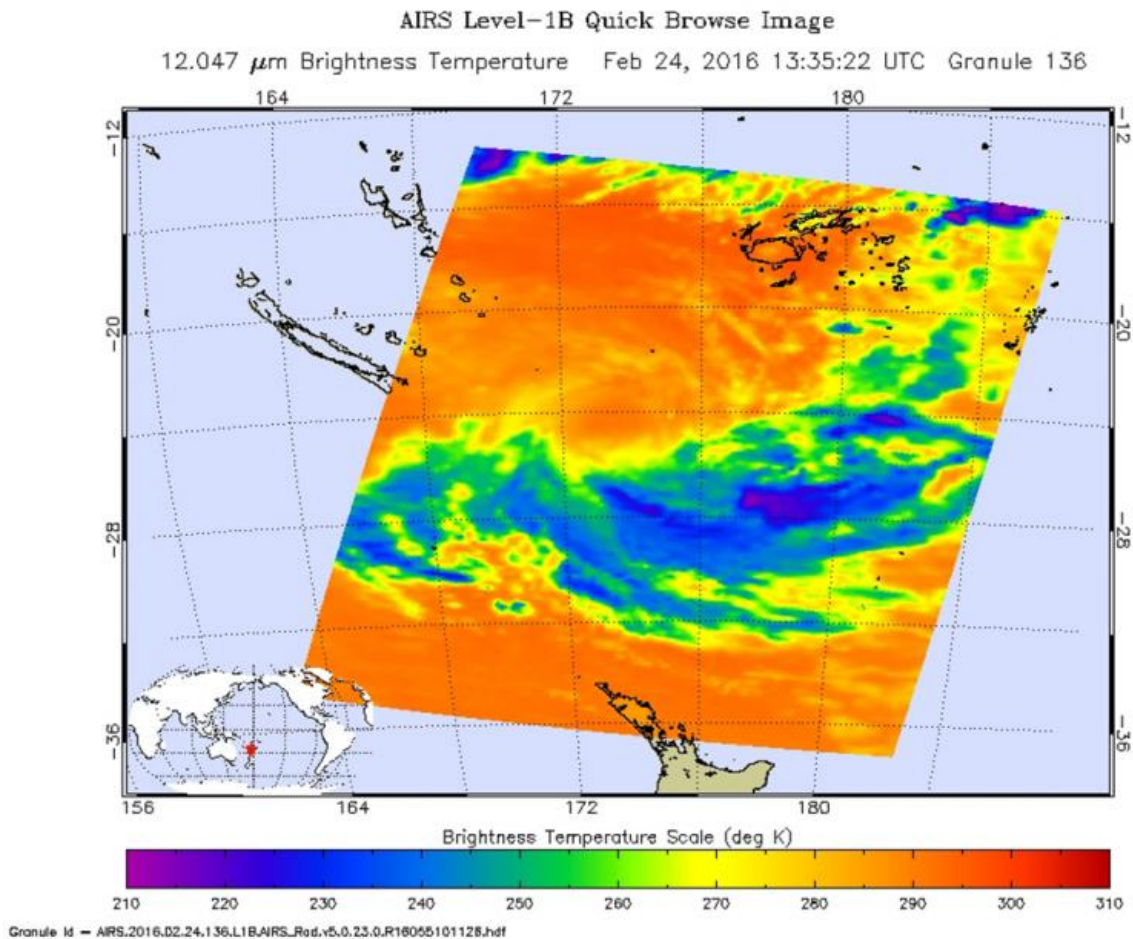 AIRS Level-1B Quick Browse Image
12.047 μm Brightness Temperature Feb 24, 2016 13:35:22 UTC Granule 136
164 172 180
-12 -12
-20 -20
-28 -28
-36 -36
156 164 172 180
Brightness Temperature Scale (deg K)
210 220 230 240 250 260 270 280 290 300 310
Granule Id - AIRS.2016.02.24.136.L1B.AIRS_Rad.v5.0.23.0.R16055101128.hdf